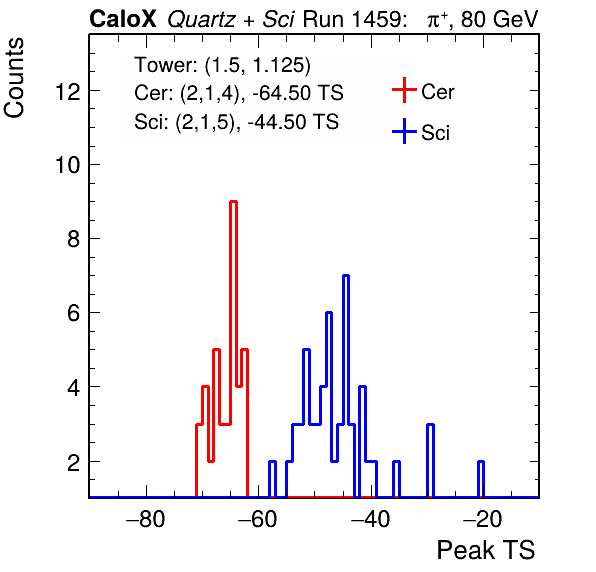 CaloX Quartz + Sci Run 1459: π⁺, 80 GeV
Counts
Tower: (1.5, 1.125)
Cer: (2,1,4), -64.50 TS
Sci: (2,1,5), -44.50 TS
Cer
Sci
12
10
8
6
4
2
−80 −60 −40 −20
Peak TS